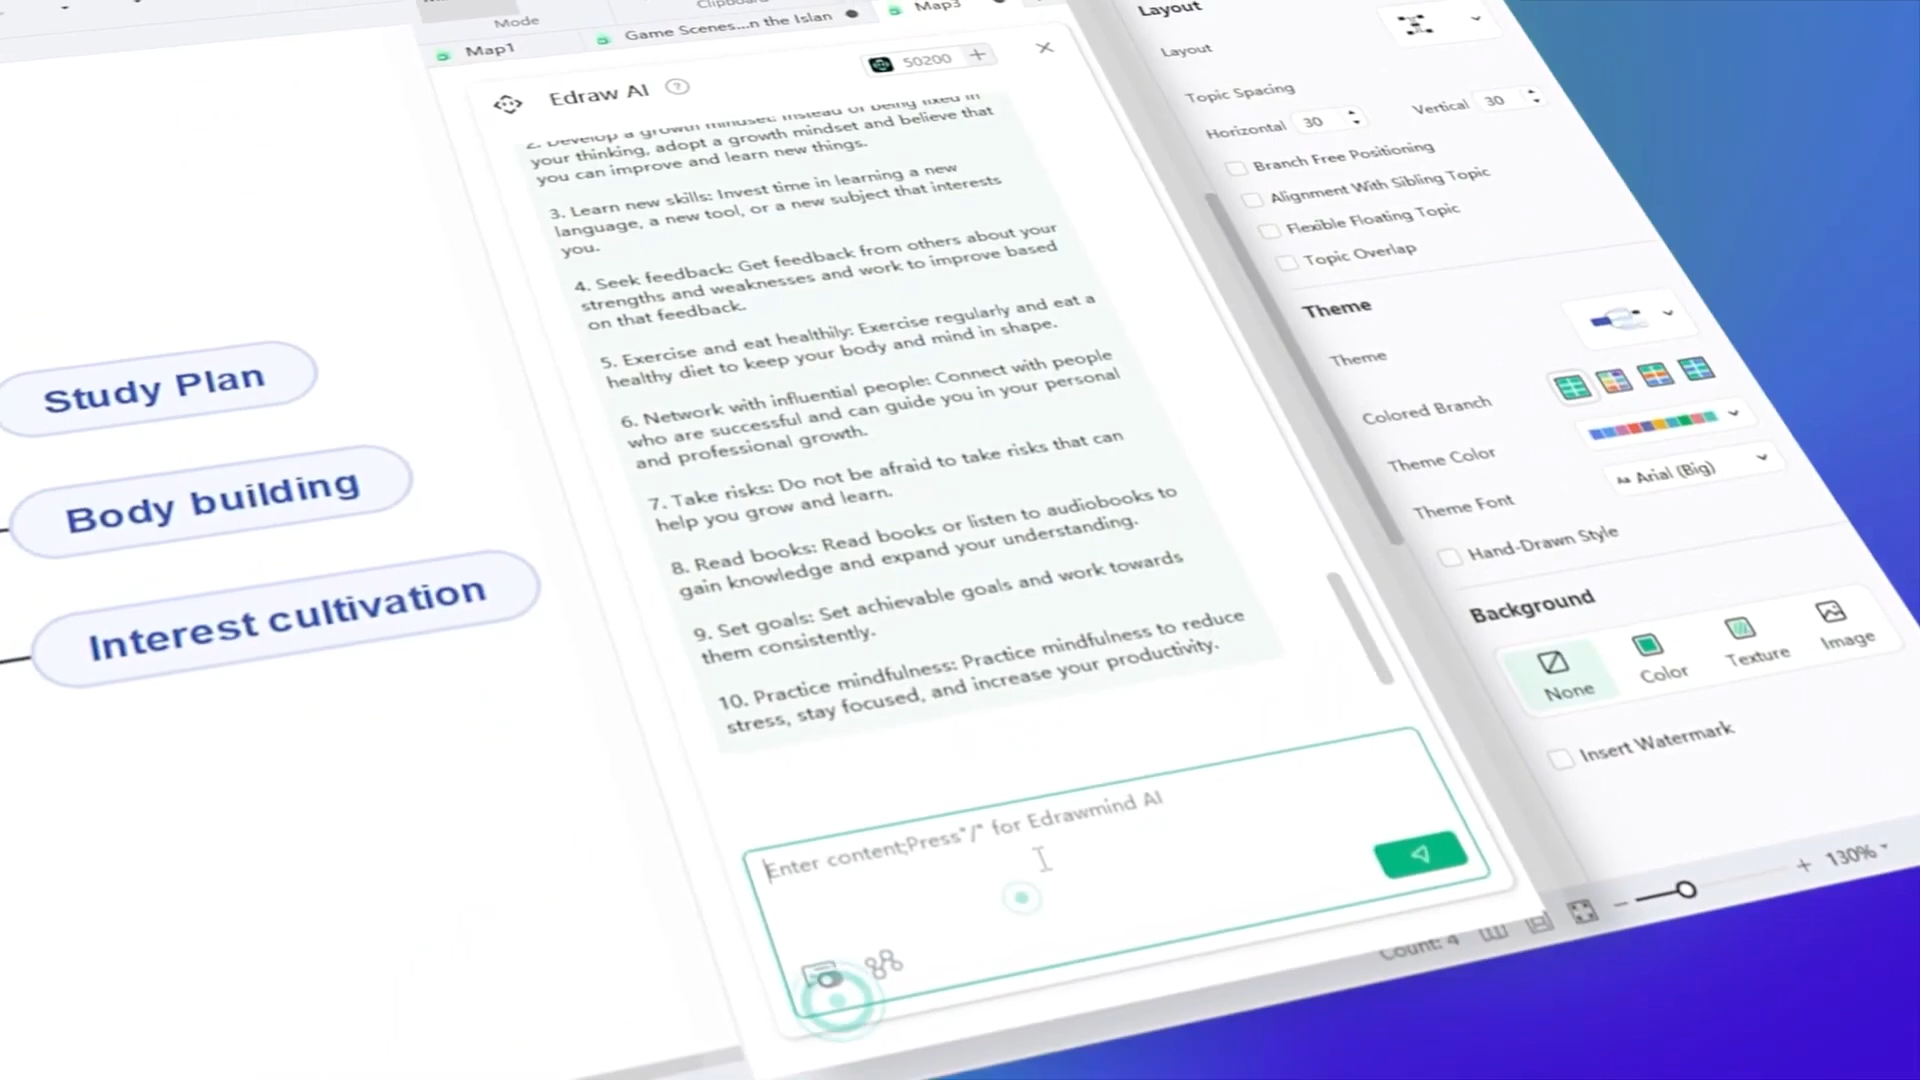 Mode
Map1
Game Scenes...n the Islan
Map3
Edraw AI
50200
2. Develop a growth mindset: Instead of being fixed in
your thinking, adopt a growth mindset and believe that
you can improve and learn new things.
3. Learn new skills: Invest time in learning a new
language, a new tool, or a new subject that interests
you.
4. Seek feedback: Get feedback from others about your
strengths and weaknesses and work to improve based
on that feedback.
5. Exercise and eat healthily: Exercise regularly and eat a
healthy diet to keep your body and mind in shape.
6. Network with influential people: Connect with people
who are successful and can guide you in your personal
and professional growth.
7. Take risks: Do not be afraid to take risks that can
help you grow and learn.
8. Read books: Read books or listen to audiobooks to
gain knowledge and expand your understanding.
9. Set goals: Set achievable goals and work towards
them consistently.
10. Practice mindfulness: Practice mindfulness to reduce
stress, stay focused, and increase your productivity.
Enter content;Press"/" for Edrawmind AI
Study Plan
Body building
Interest cultivation
Layout
Layout
Topic Spacing
Horizontal 30 Vertical 30
Branch Free Positioning
Alignment With Sibling Topic
Flexible Floating Topic
Topic Overlap
Theme
Theme
Colored Branch
Theme Color
Theme Font Aa Arial (Big)
Hand-Drawn Style
Background
None Color Texture Image
Insert Watermark
Count: 4
130%